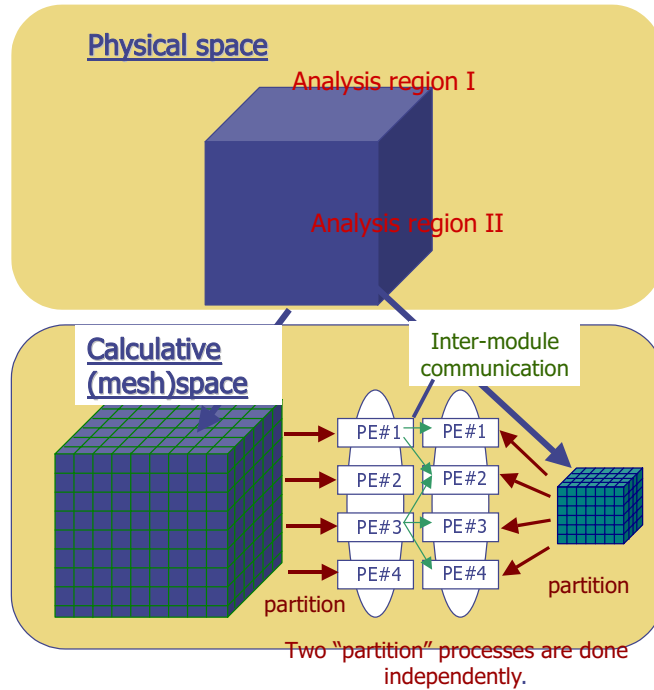 Physical space
Analysis region I
Analysis region II
Calculative
(mesh)space
Inter-module
communication
PE#1
PE#1
PE#2
PE#2
PE#3
PE#3
PE#4
PE#4
partition
partition
Two “partition” processes are done
independently.